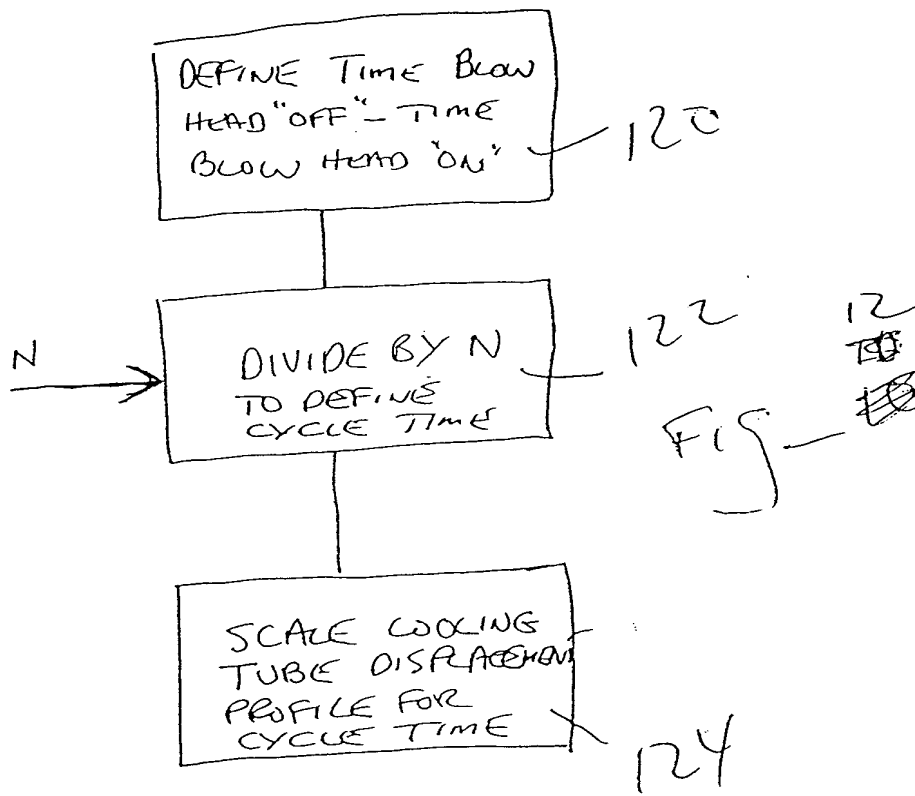 DEFINE TIME BLOW
HEAD "OFF" - TIME
BLOW HEAD "ON"
120
N
DIVIDE BY N
TO DEFINE
CYCLE TIME
122
Fig - 12
SCALE COOLING
TUBE DISPLACEMENT
PROFILE FOR
CYCLE TIME
124